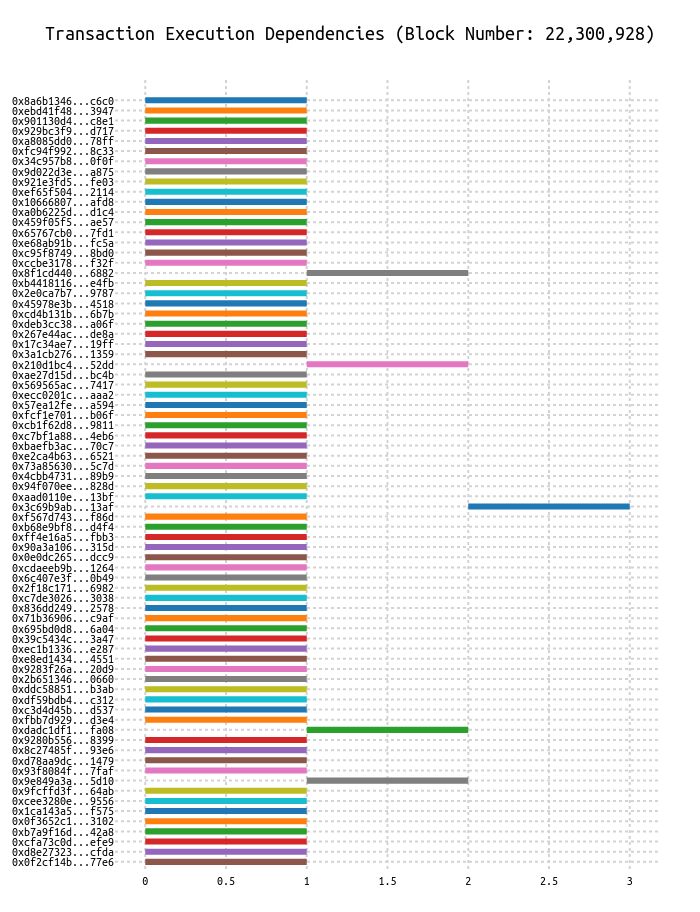 Transaction Execution Dependencies (Block Number: 22,300,928)
0x8a6b1346...c6c0
0xebd41f48...3947
0x901130d4...c8e1
0x929bc3f9...d717
0xa8085dd0...78ff
0xfc94f992...8c33
0x34c957b8...0f0f
0x9d022d3e...a875
0x921e3fd5...fe03
0xef65f504...2114
0x10666807...afd8
0xa0b6225d...d1c4
0x459f05f5...ae57
0x65767cb0...7fd1
0xe68ab91b...fc5a
0xc95f8749...8bd0
0xccbe3178...f32f
0x8f1cd440...6882
0xb4418116...e4fb
0x2e0ca7b7...9787
0x45978e3b...4518
0xcd4b131b...6b7b
0xdeb3cc38...a06f
0x267e44ac...de8a
0x17c34ae7...19ff
0x3a1cb276...1359
0x210d1bc4...52dd
0xae27d15d...bc4b
0x569565ac...7417
0xecc0201c...aaa2
0x57ea12fe...a594
0xfcf1e701...b06f
0xcb1f62d8...9811
0xc7bf1a88...4eb6
0xbaefb3ac...70c7
0xe2ca4b63...6521
0x73a85630...5c7d
0x4cbb4731...89b9
0x94f070ee...828d
0xaad0110e...13bf
0x3c69b9ab...13af
0xf567d743...f86d
0xb68e9bf8...d4f4
0xff4e16a5...fbb3
0x90a3a106...315d
0x0e0dc265...dcc9
0xcdaeeb9b...1264
0x6c407e3f...0b49
0x2f18c171...6982
0xc7de3026...3038
0x836dd249...2578
0x71b36906...c9af
0x695bd0d8...6a04
0x39c5434c...3a47
0xec1b1336...e287
0xe8ed1434...4551
0x9283f26a...20d9
0x2b651346...0660
0xddc58851...b3ab
0xdf59bdb4...c312
0xc3d4d45b...d537
0xfbb7d929...d3e4
0xdadc1df1...fa08
0x9280b556...8399
0x8c27485f...93e6
0xd78aa9dc...1479
0x93f8084f...7faf
0x9e849a3a...5d10
0x9fcffd3f...64ab
0xcee3280e...9556
0x1ca143a5...f575
0x0f3652c1...3102
0xb7a9f16d...42a8
0xcfa73c0d...efe9
0xd8e27323...cfda
0x0f2cf14b...77e6
0 0.5 1 1.5 2 2.5 3